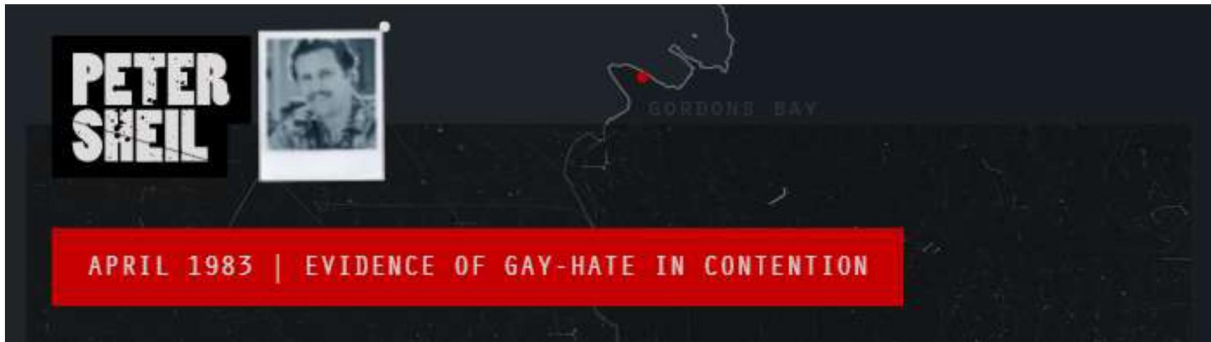 PETER
SHEIL
GORDONS BAY
APRIL 1983 | EVIDENCE OF GAY-HATE IN CONTENTION